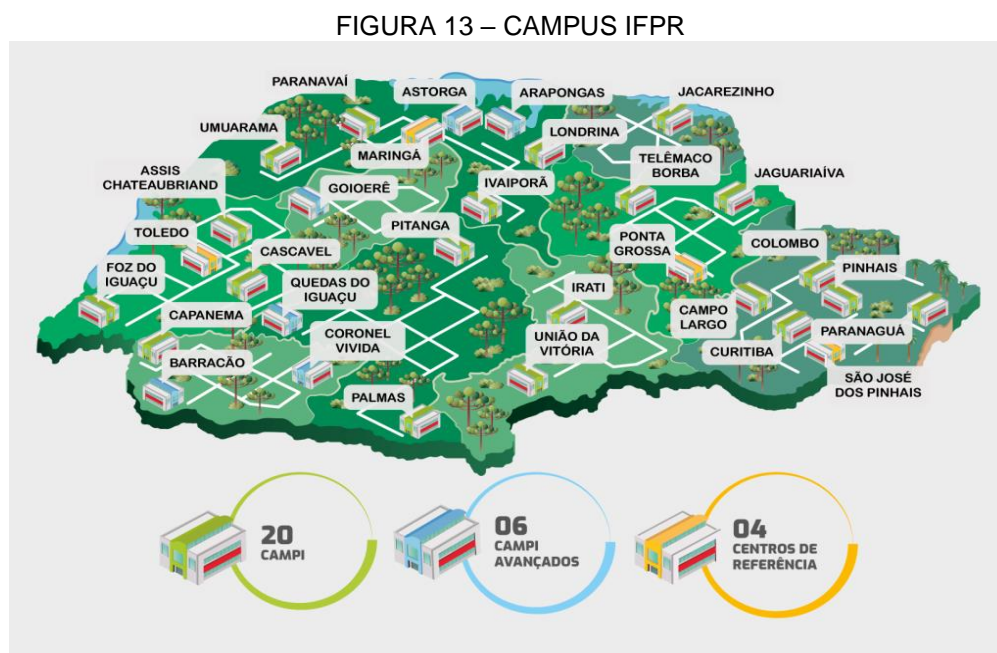 FIGURA 13 – CAMPUS IFPR
PARANAVAÍ
ASTORGA
ARAPONGAS
JACAREZINHO
UMUARAMA
MARINGÁ
LONDRINA
ASSIS
CHATEAUBRIAND
GOIOERÊ
IVAIPORÃ
TELÊMACO
BORBA
JAGUARIAÍVA
TOLEDO
CASCAVEL
PITANGA
PONTA
GROSSA
COLOMBO
FOZ DO
IGUAÇU
QUEDAS DO
IGUAÇU
IRATI
PINHAIS
CAPANEMA
CORONEL
VIVIDA
UNIÃO DA
VITÓRIA
CAMPO
LARGO
PARANAGUÁ
BARRACÃO
CURITIBA
PALMAS
SÃO JOSÉ
DOS PINHAIS
20
CAMPI
06
CAMPI
AVANÇADOS
04
CENTROS DE
REFERÊNCIA